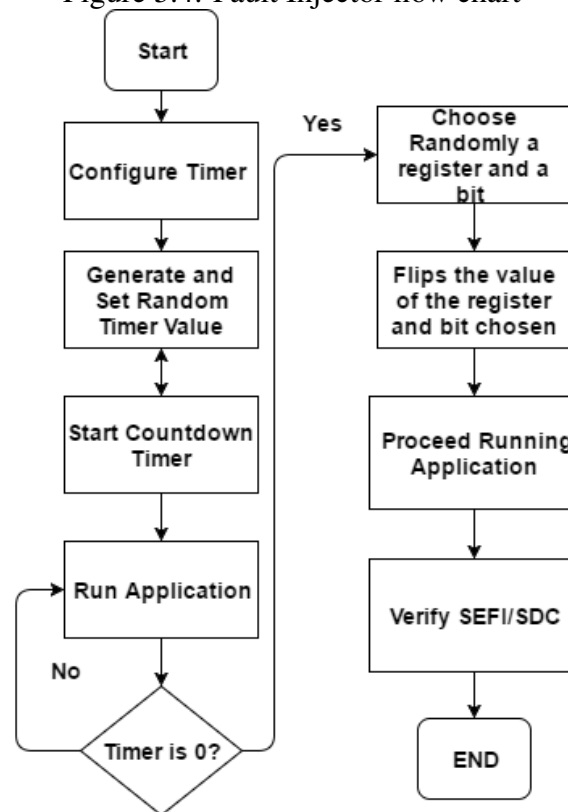 Figure 3.4: Fault Injector flow chart
Start
Configure Timer
Generate and
Set Random
Timer Value
Start Countdown
Timer
Run Application
No
Timer is 0?
Yes
Choose
Randomly a
register and a
bit
Flips the value
of the register
and bit chosen
Proceed Running
Application
Verify SEFI/SDC
END